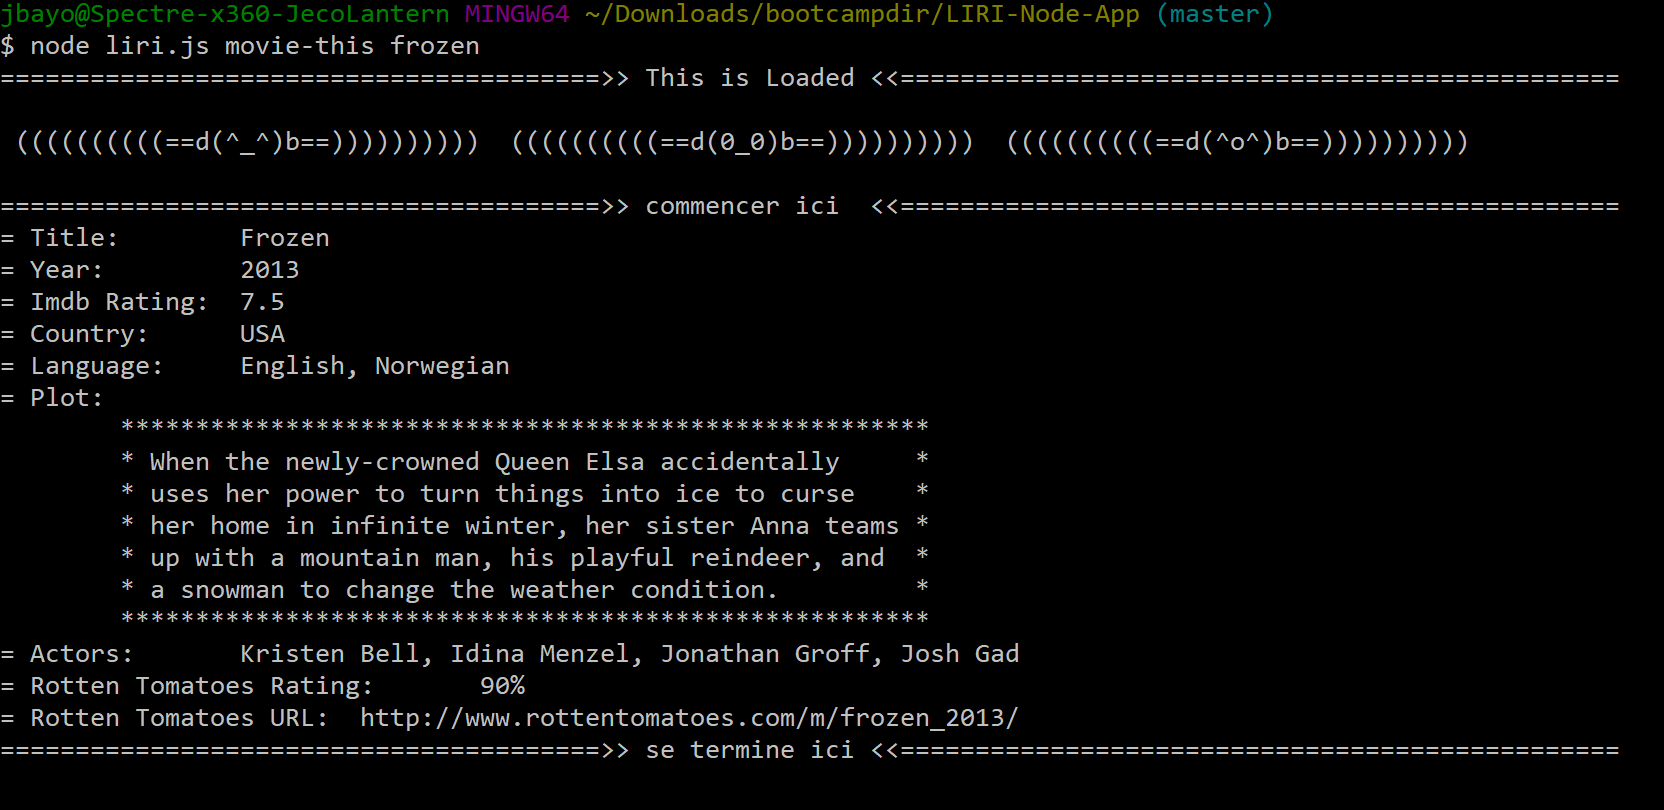 jbayo@Spectre-x360-JecoLantern MINGW64 ~/Downloads/bootcampdir/LIRI-Node-App (master)
$ node liri.js movie-this frozen
========================================>> This is Loaded <<================================================
((((((((((==d(^_^)b==))))))))))  ((((((((((==d(0_0)b==))))))))))  ((((((((((==d(^o^)b==))))))))))
========================================>> commencer ici  <<================================================
= Title:        Frozen
= Year:         2013
= Imdb Rating:  7.5
= Country:      USA
= Language:     English, Norwegian
= Plot:
        ******************************************************
        * When the newly-crowned Queen Elsa accidentally     *
        * uses her power to turn things into ice to curse    *
        * her home in infinite winter, her sister Anna teams *
        * up with a mountain man, his playful reindeer, and  *
        * a snowman to change the weather condition.         *
        ******************************************************
= Actors:       Kristen Bell, Idina Menzel, Jonathan Groff, Josh Gad
= Rotten Tomatoes Rating:       90%
= Rotten Tomatoes URL:  http://www.rottentomatoes.com/m/frozen_2013/
========================================>> se termine ici <<================================================